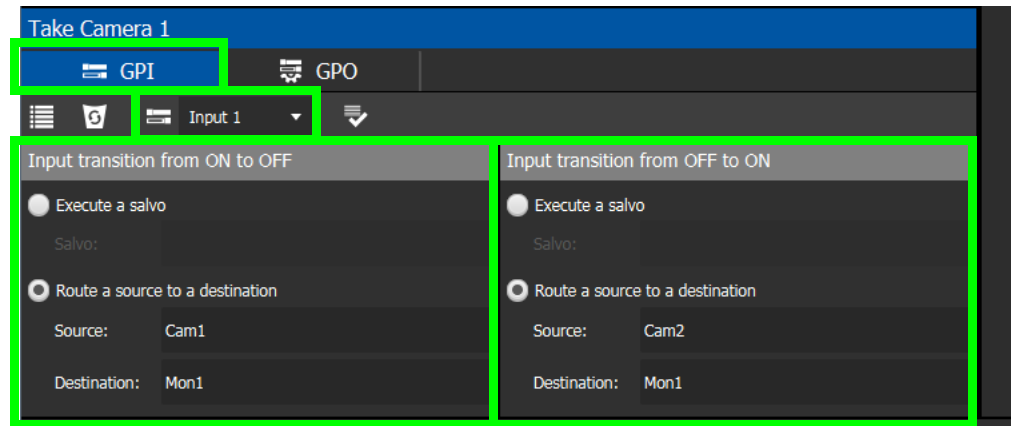 Take Camera 1
GPI
GPO
Input 1
Input transition from ON to OFF
Execute a salvo
Salvo:
Route a source to a destination
Source: Cam1
Destination: Mon1
Input transition from OFF to ON
Execute a salvo
Salvo:
Route a source to a destination
Source: Cam2
Destination: Mon1